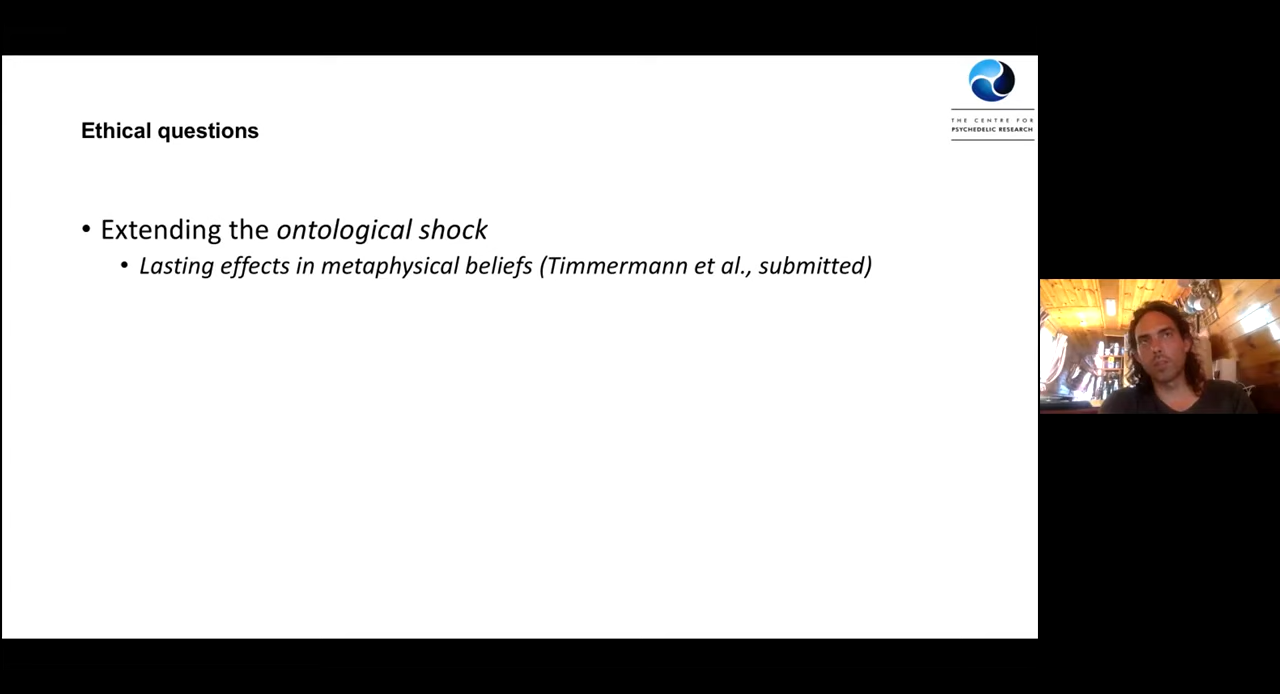 THE CENTRE FOR
PSYCHEDELIC RESEARCH
Ethical questions
• Extending the ontological shock
• Lasting effects in metaphysical beliefs (Timmermann et al., submitted)